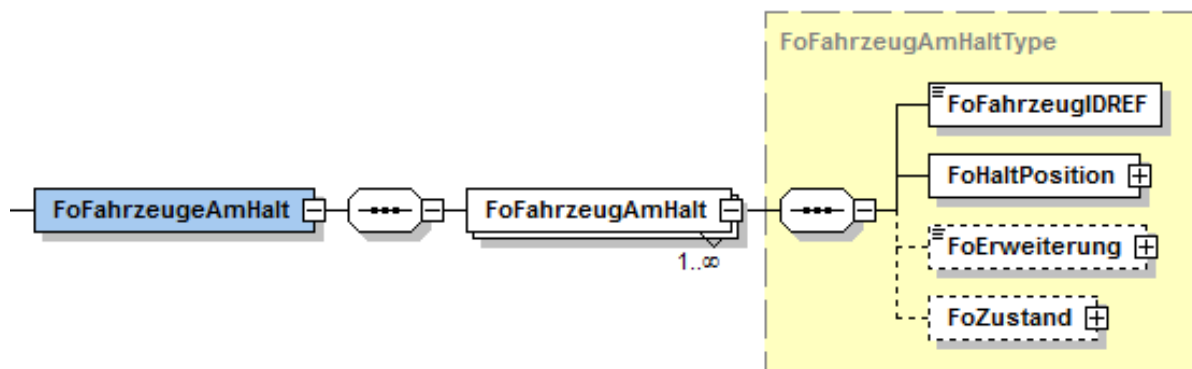 FoFahrzeugAmHaltType
FoFahrzeugIDREF
FoHaltPosition
FoFahrzeugeAmHalt
FoFahrzeugAmHalt
1..∞
FoErweiterung
FoZustand